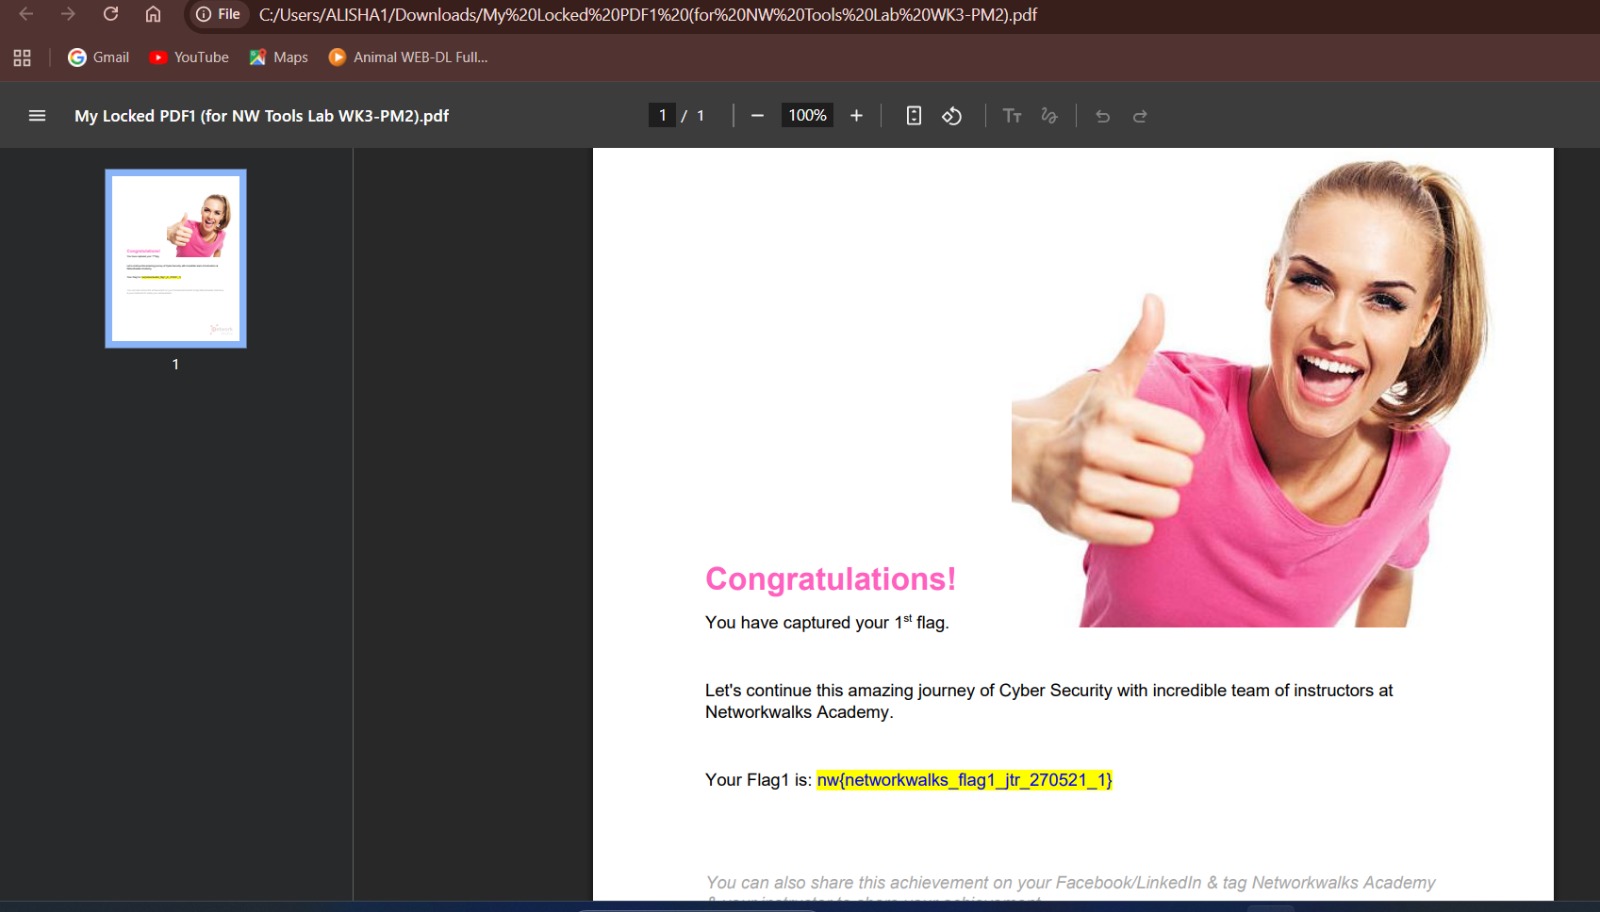 File C:/Users/ALISHA1/Downloads/My%20Locked%20PDF1%20(for%20NW%20Tools%20Lab%20WK3-PM2).pdf
Gmail YouTube Maps Animal WEB-DL Full...
My Locked PDF1 (for NW Tools Lab WK3-PM2).pdf 1 / 1 100%
1
Congratulations!
You have captured your 1st flag.
Let's continue this amazing journey of Cyber Security with incredible team of instructors at
Networkwalks Academy.
Your Flag1 is: nw{networkwalks_flag1_jtr_270521_1}
You can also share this achievement on your Facebook/LinkedIn & tag Networkwalks Academy